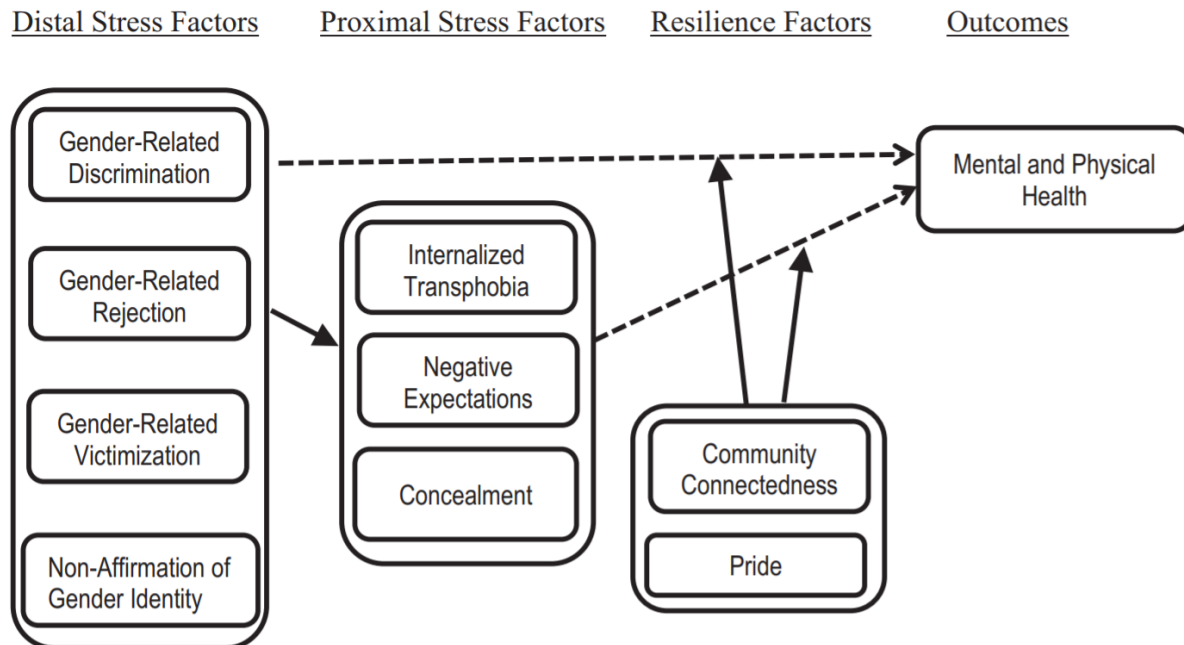 Distal Stress Factors
Proximal Stress Factors
Resilience Factors
Outcomes
Gender-Related
Discrimination
Gender-Related
Rejection
Gender-Related
Victimization
Non-Affirmation of
Gender Identity
Internalized
Transphobia
Negative
Expectations
Concealment
Community
Connectedness
Pride
Mental and Physical
Health